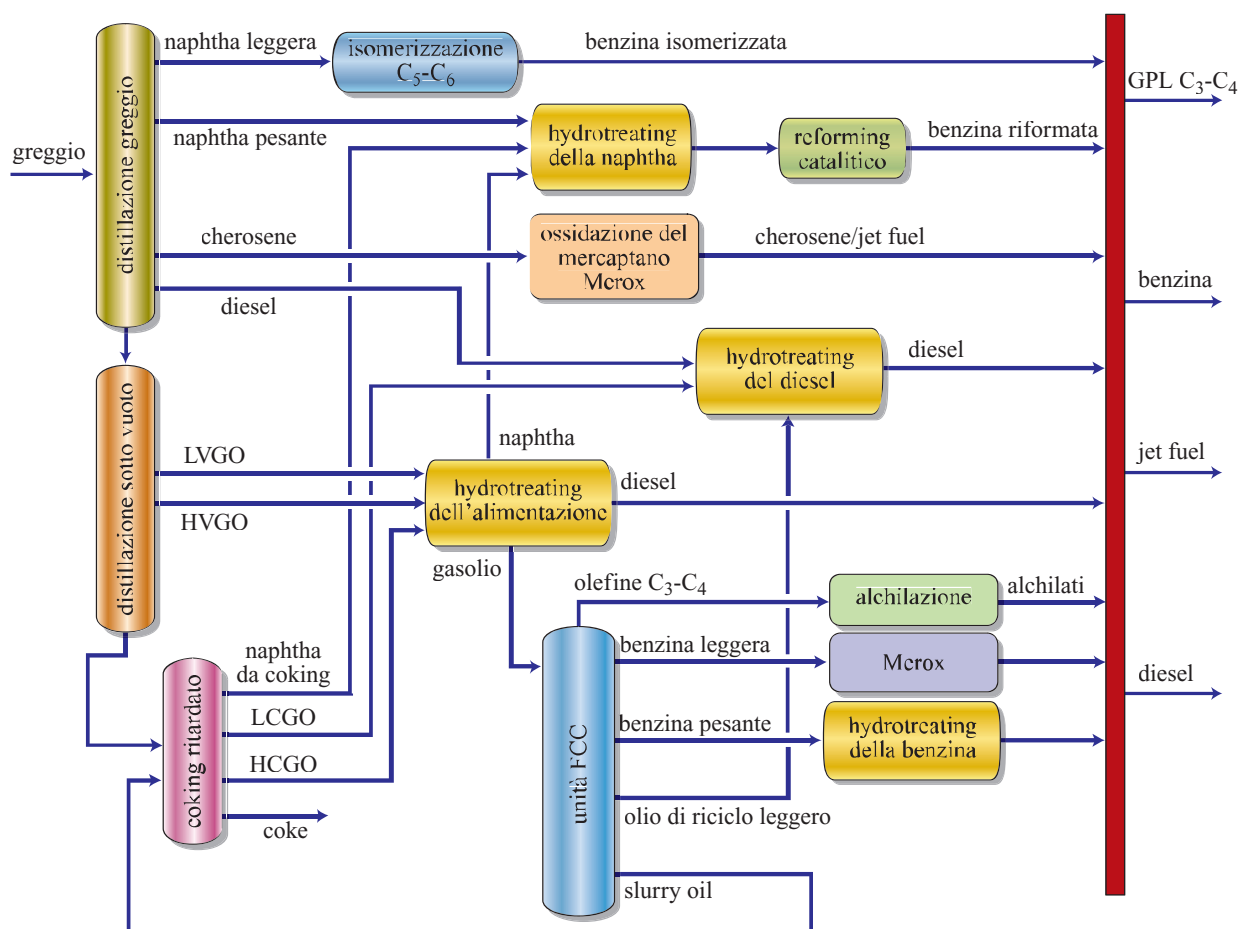 naphtha leggera
isomerizzazione
C5-C6
benzina isomerizzata
GPL C3-C4
distillazione greggio
naphtha pesante
hydrotreating
della naphtha
reforming
catalitico
benzina riformata
greggio
cherosene
ossidazione del
mercaptano
Merox
cherosene/jet fuel
benzina
diesel
hydrotreating
del diesel
diesel
distillazione sotto vuoto
naphtha
jet fuel
LVGO
hydrotreating
dell'alimentazione
diesel
HVGO
gasolio
olefine C3-C4
alchilazione
alchilati
naphtha
da coking
benzina leggera
Merox
diesel
coking ritardato
LCGO
unità FCC
benzina pesante
hydrotreating
della benzina
HCGO
olio di riciclo leggero
coke
slurry oil